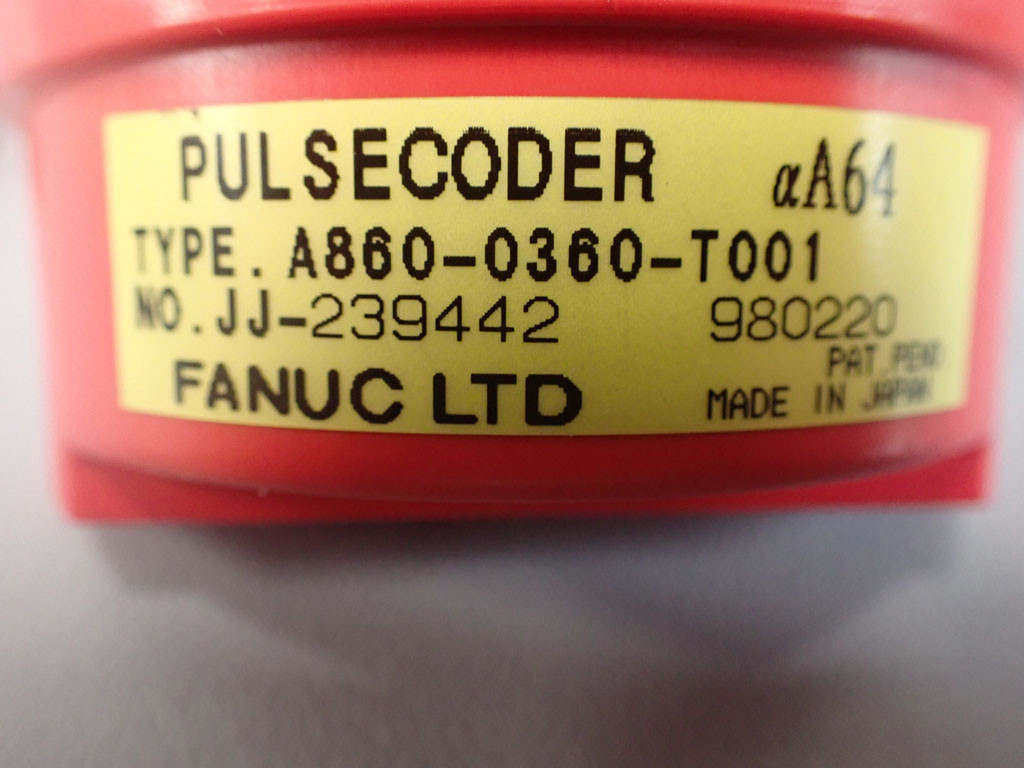 PULSECODER αA64
TYPE. A860-0360-T001
NO. JJ-239442 980220
PAT.PEND
FANUC LTD MADE IN JAPAN